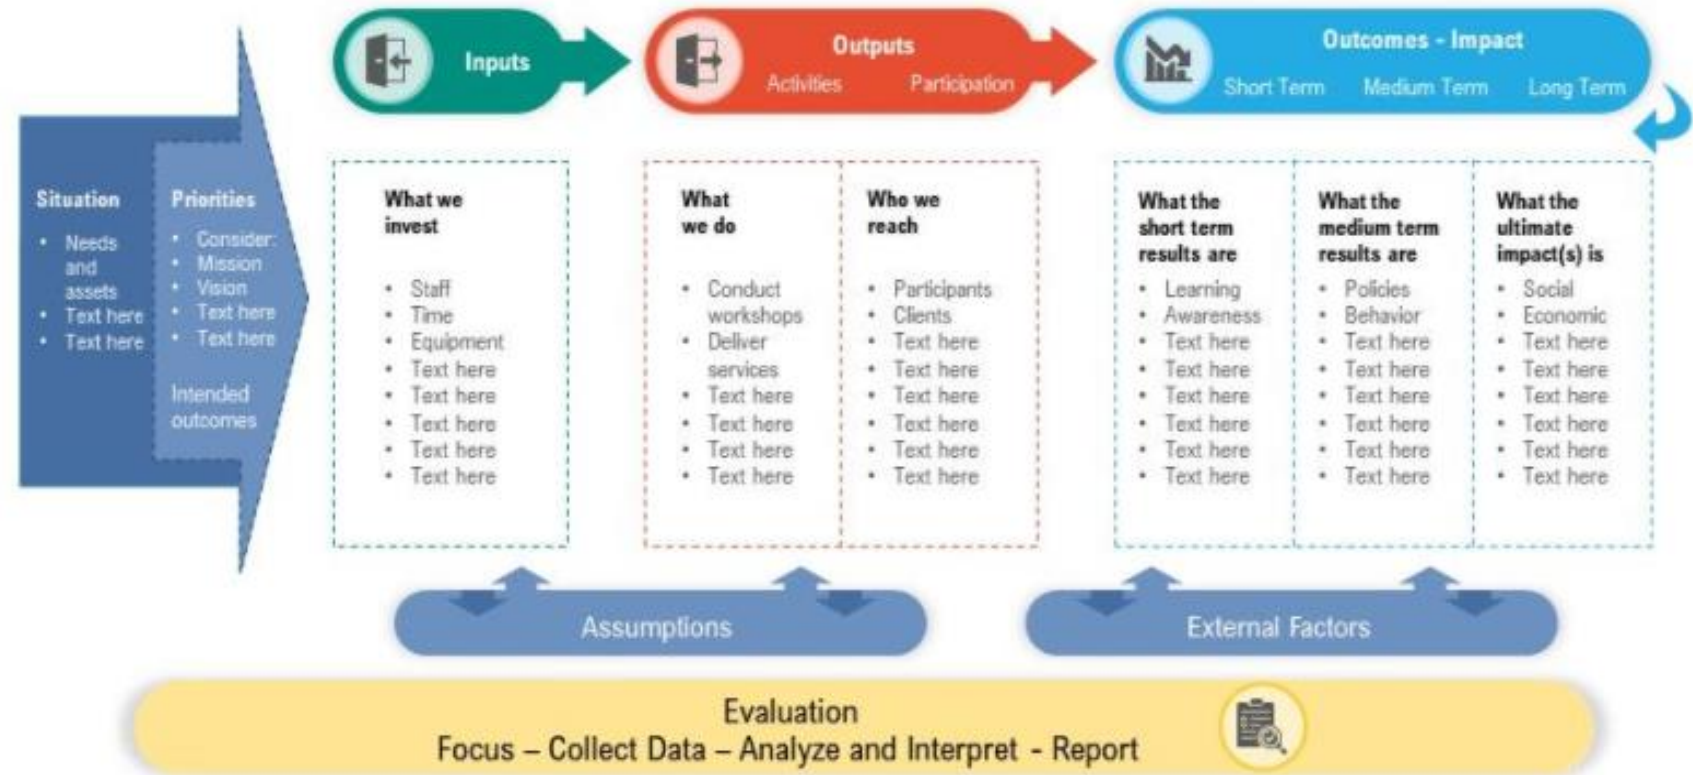 Inputs
Outputs
Activities Participation
Outcomes - Impact
Short Term Medium Term Long Term
Situation
• Needs
and
assets
• Text here
• Text here
Priorities
• Consider:
• Mission
• Vision
• Text here
• Text here
Intended
outcomes
What we
invest
• Staff
• Time
• Equipment
• Text here
• Text here
• Text here
• Text here
• Text here
What
we do
• Conduct
workshops
• Deliver
services
• Text here
• Text here
• Text here
• Text here
Who we
reach
• Participants
• Clients
• Text here
• Text here
• Text here
• Text here
• Text here
• Text here
What the
short term
results are
• Learning
• Awareness
• Text here
• Text here
• Text here
• Text here
• Text here
• Text here
What the
medium term
results are
• Policies
• Behavior
• Text here
• Text here
• Text here
• Text here
• Text here
• Text here
What the
ultimate
impact(s) is
• Social
• Economic
• Text here
• Text here
• Text here
• Text here
• Text here
• Text here
Assumptions
External Factors
Evaluation
Focus – Collect Data – Analyze and Interpret - Report